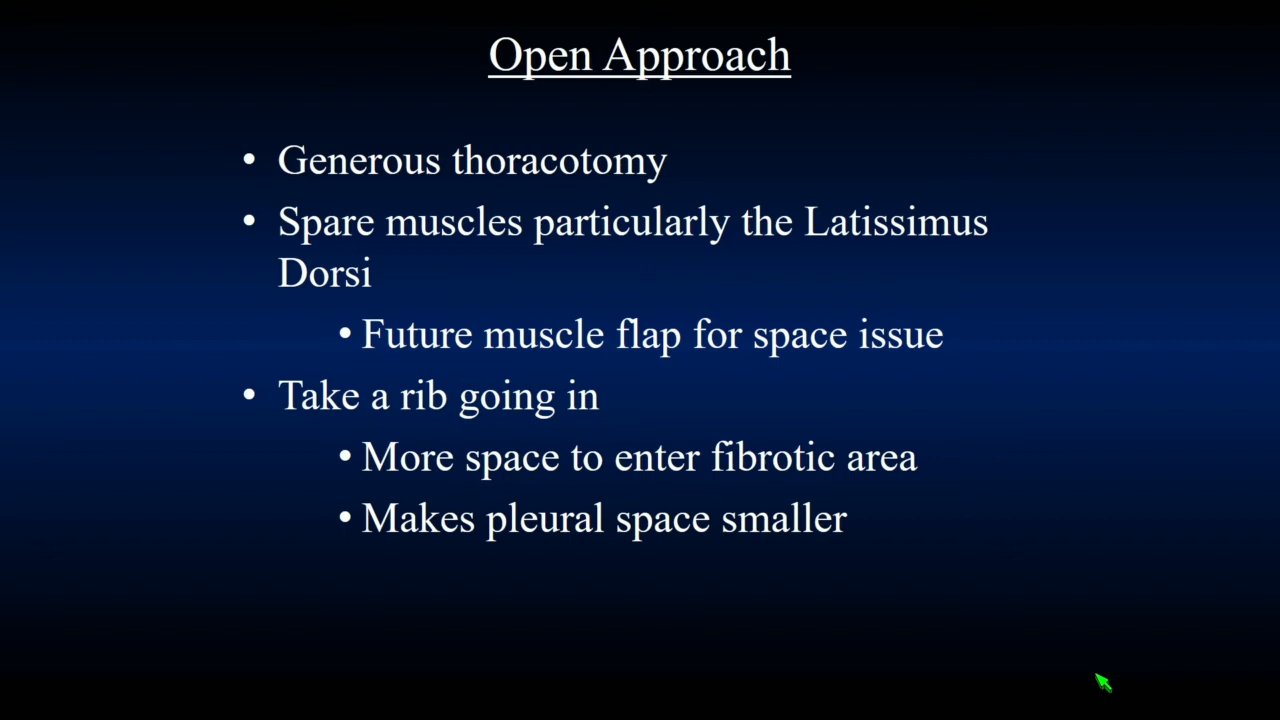 Open Approach
• Generous thoracotomy
• Spare muscles particularly the Latissimus
Dorsi
• Future muscle flap for space issue
• Take a rib going in
• More space to enter fibrotic area
• Makes pleural space smaller